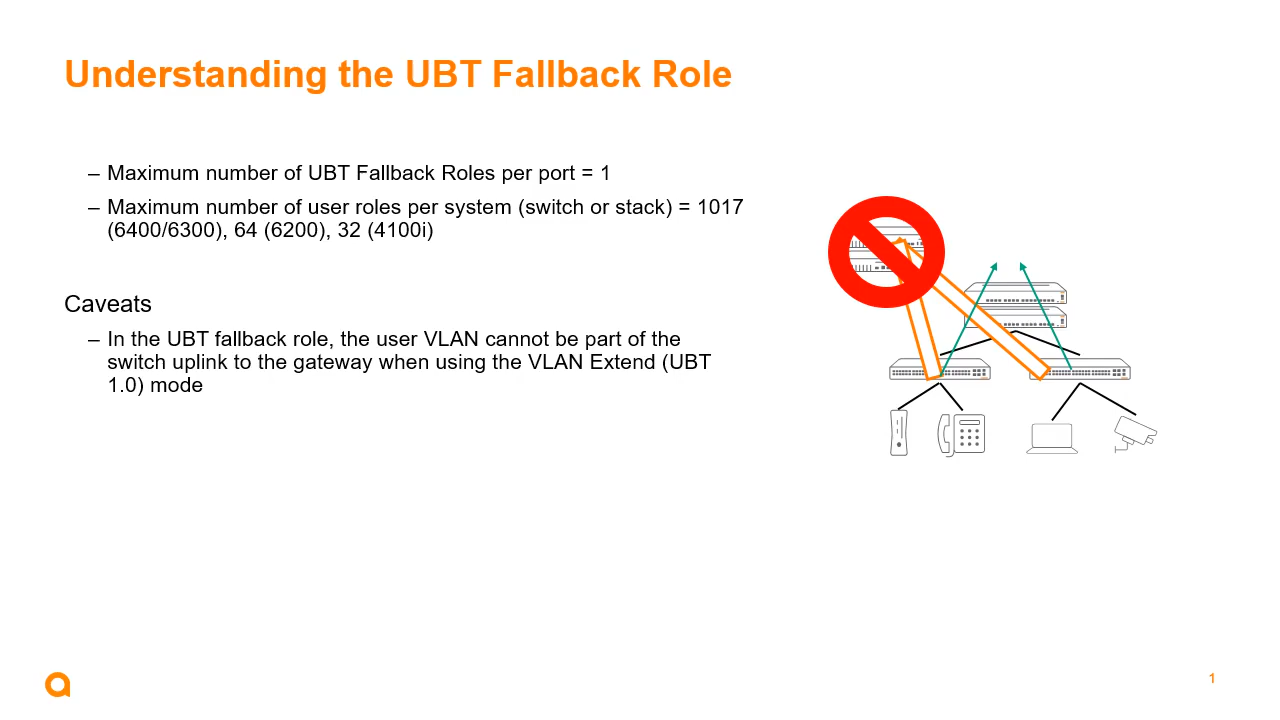 Understanding the UBT Fallback Role
– Maximum number of UBT Fallback Roles per port = 1
– Maximum number of user roles per system (switch or stack) = 1017
(6400/6300), 64 (6200), 32 (4100i)
Caveats
– In the UBT fallback role, the user VLAN cannot be part of the
switch uplink to the gateway when using the VLAN Extend (UBT
1.0) mode
1